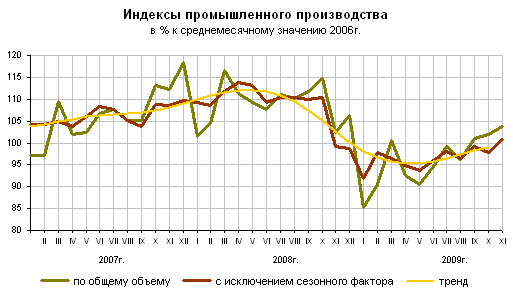 Индексы промышленного производства
в % к среднемесячному значению 2006г.
120
115
110
105
100
95
90
85
80
II III IV V VI VII VIII IX X XI XII I II III IV V VI VII VIII IX X XI XII I II III IV V VI VII VIII IX X XI
2007г. 2008г. 2009г.
по общему объему с исключением сезонного фактора тренд